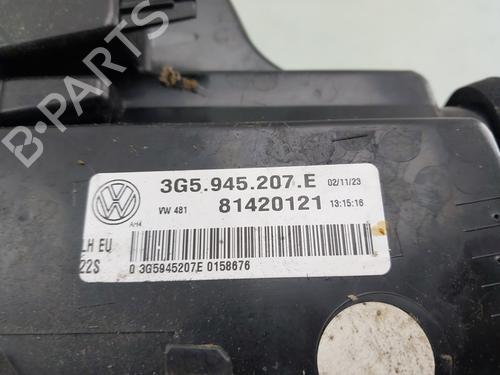 B-PARTS
3G5.945.207.E 02/11/23
VW 481 81420121 13:15:16
AH4
LH EU
22S 0 3G5945207E 0158676